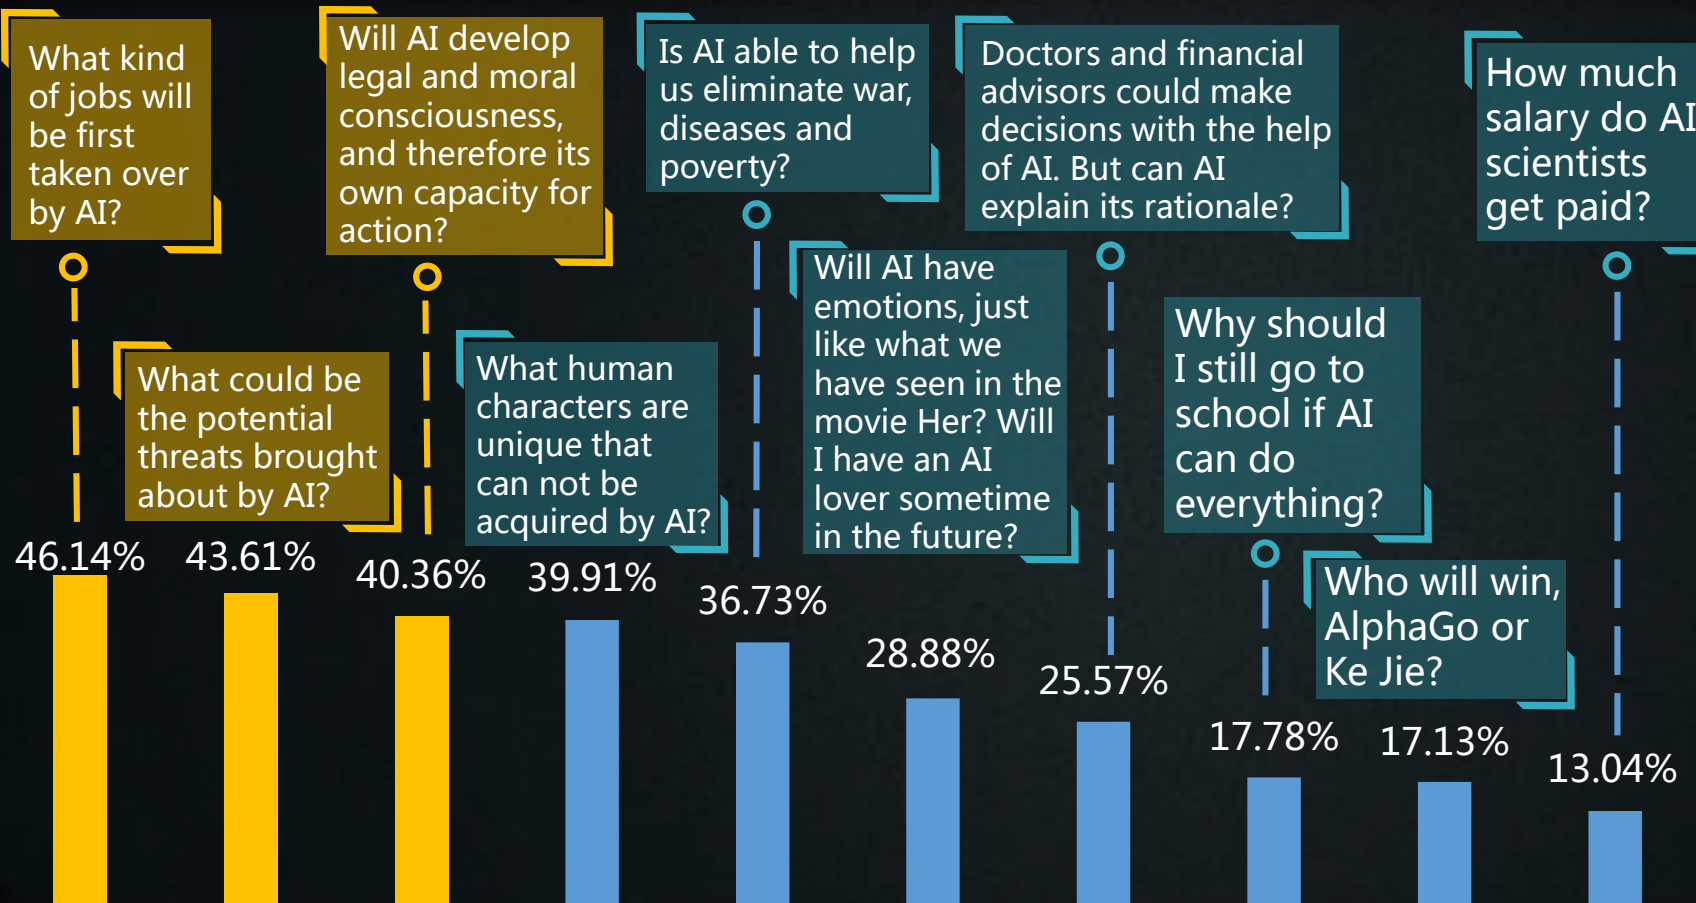 What kind
of jobs will
be first
taken over
by AI?
Will AI develop
legal and moral
consciousness,
and therefore its
own capacity for
action?
Is AI able to help
us eliminate war,
diseases and
poverty?
Doctors and financial
advisors could make
decisions with the help
of AI. But can AI
explain its rationale?
How much
salary do AI
scientists
get paid?
What could be
the potential
threats brought
about by AI?
What human
characters are
unique that
can not be
acquired by AI?
Will AI have
emotions, just
like what we
have seen in the
movie Her? Will
I have an AI
lover sometime
in the future?
Why should
I still go to
school if AI
can do
everything?
Who will win,
AlphaGo or
Ke Jie?
46.14%
43.61%
40.36%
39.91%
36.73%
28.88%
25.57%
17.78%
17.13%
13.04%